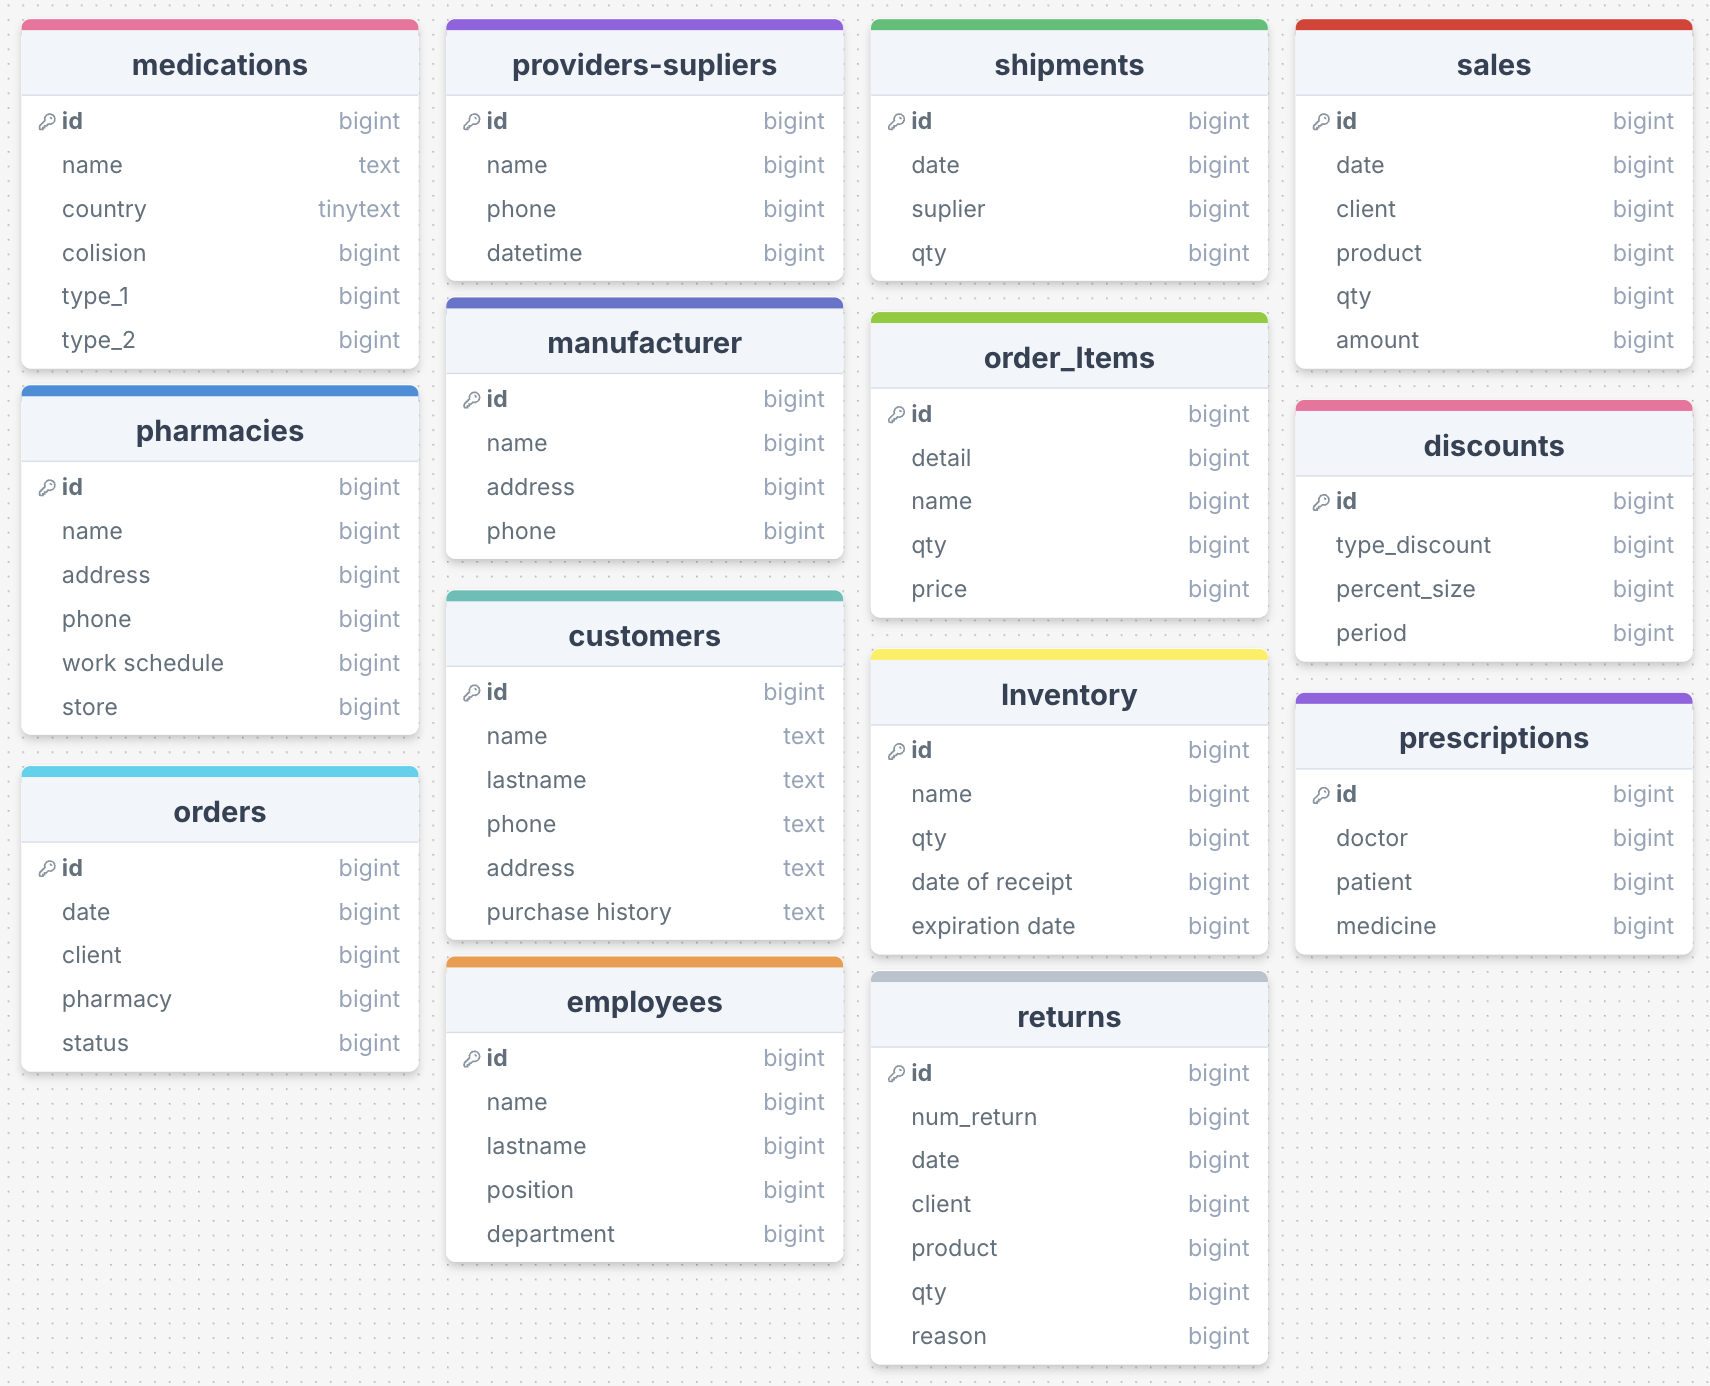 medications
id bigint
name text
country tinytext
colision bigint
type_1 bigint
type_2 bigint
pharmacies
id bigint
name bigint
address bigint
phone bigint
work schedule bigint
store bigint
orders
id bigint
date bigint
client bigint
pharmacy bigint
status bigint
providers-supliers
id bigint
name bigint
phone bigint
datetime bigint
manufacturer
id bigint
name bigint
address bigint
phone bigint
customers
id bigint
name text
lastname text
phone text
address text
purchase history text
employees
id bigint
name bigint
lastname bigint
position bigint
department bigint
shipments
id bigint
date bigint
suplier bigint
qty bigint
order_Items
id bigint
detail bigint
name bigint
qty bigint
price bigint
Inventory
id bigint
name bigint
qty bigint
date of receipt bigint
expiration date bigint
returns
id bigint
num_return bigint
date bigint
client bigint
product bigint
qty bigint
reason bigint
sales
id bigint
date bigint
client bigint
product bigint
qty bigint
amount bigint
discounts
id bigint
type_discount bigint
percent_size bigint
period bigint
prescriptions
id bigint
doctor bigint
patient bigint
medicine bigint